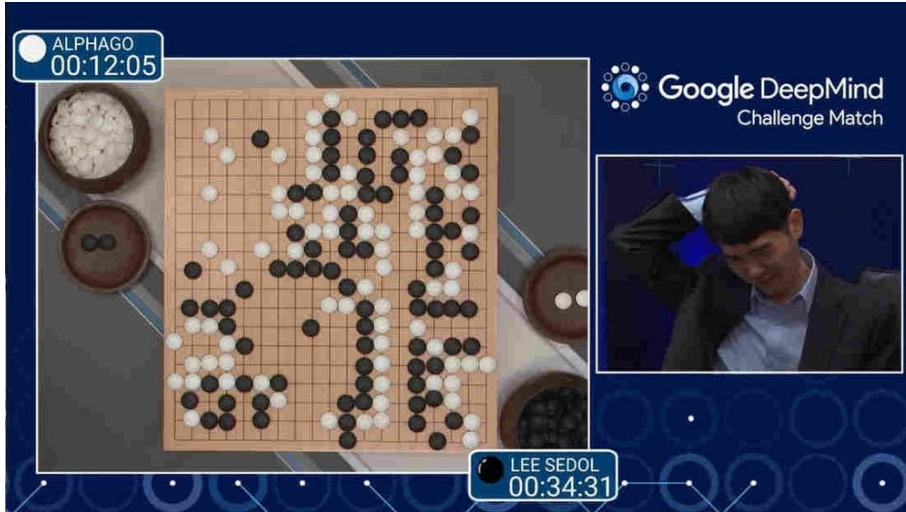 ALPHAGO
00:12:05
Google DeepMind
Challenge Match
LEE SEDOL
00:34:31